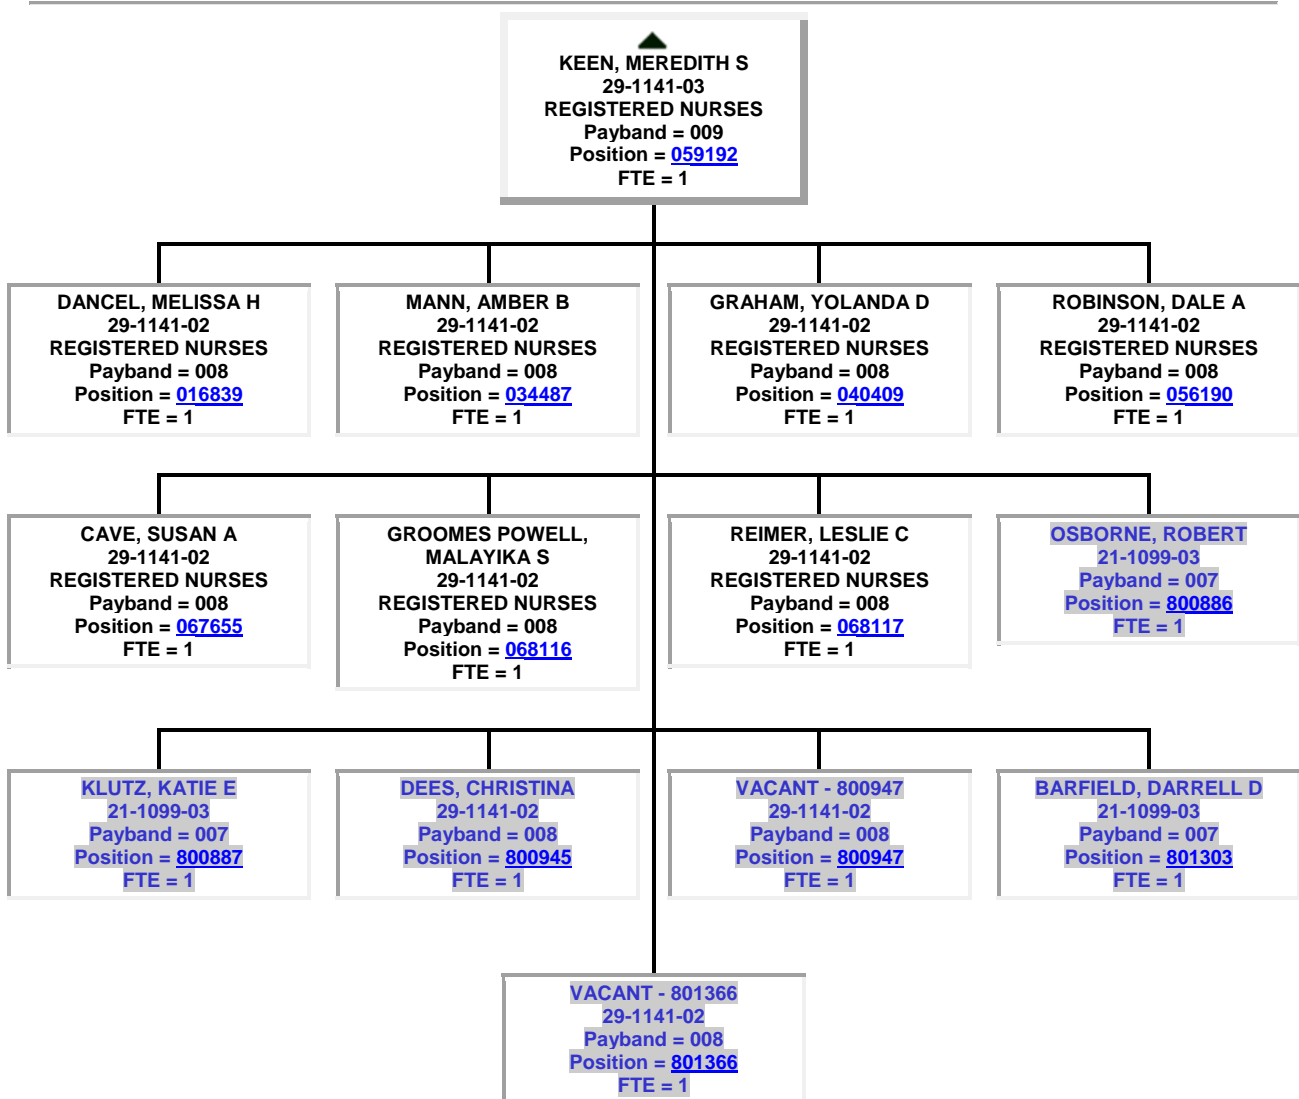 KEEN, MEREDITH S
29-1141-03
REGISTERED NURSES
Payband = 009
Position = 059192
FTE = 1
DANCEL, MELISSA H
29-1141-02
REGISTERED NURSES
Payband = 008
Position = 016839
FTE = 1
MANN, AMBER B
29-1141-02
REGISTERED NURSES
Payband = 008
Position = 034487
FTE = 1
GRAHAM, YOLANDA D
29-1141-02
REGISTERED NURSES
Payband = 008
Position = 040409
FTE = 1
ROBINSON, DALE A
29-1141-02
REGISTERED NURSES
Payband = 008
Position = 056190
FTE = 1
CAVE, SUSAN A
29-1141-02
REGISTERED NURSES
Payband = 008
Position = 067655
FTE = 1
GROOMES POWELL,
MALAYIKA S
29-1141-02
REGISTERED NURSES
Payband = 008
Position = 068116
FTE = 1
REIMER, LESLIE C
29-1141-02
REGISTERED NURSES
Payband = 008
Position = 068117
FTE = 1
OSBORNE, ROBERT
21-1099-03
Payband = 007
Position = 800886
FTE = 1
KLUTZ, KATIE E
21-1099-03
Payband = 007
Position = 800887
FTE = 1
DEES, CHRISTINA
29-1141-02
Payband = 008
Position = 800945
FTE = 1
VACANT - 800947
29-1141-02
Payband = 008
Position = 800947
FTE = 1
BARFIELD, DARRELL D
21-1099-03
Payband = 007
Position = 801303
FTE = 1
VACANT - 801366
29-1141-02
Payband = 008
Position = 801366
FTE = 1